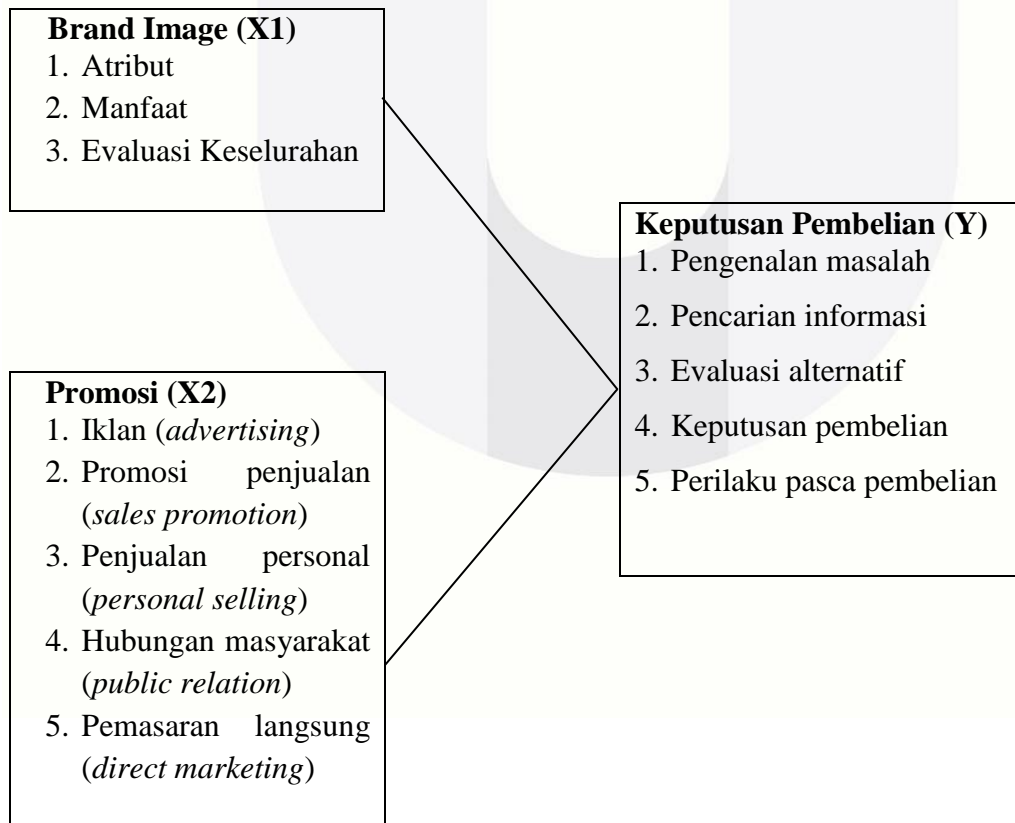 Brand Image (X1)
1. Atribut
2. Manfaat
3. Evaluasi Keselurahan
Promosi (X2)
1. Iklan (advertising)
2. Promosi penjualan
(sales promotion)
3. Penjualan personal
(personal selling)
4. Hubungan masyarakat
(public relation)
5. Pemasaran langsung
(direct marketing)
Keputusan Pembelian (Y)
1. Pengenalan masalah
2. Pencarian informasi
3. Evaluasi alternatif
4. Keputusan pembelian
5. Perilaku pasca pembelian